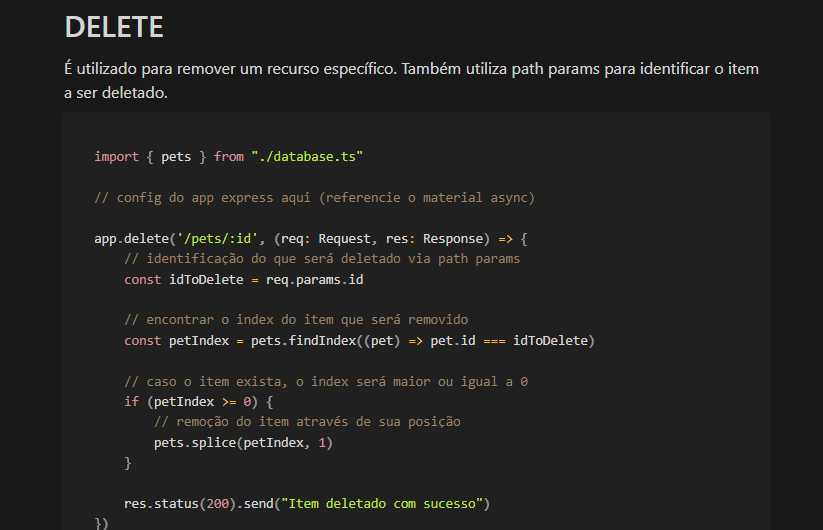 DELETE
É utilizado para remover um recurso específico. Também utiliza path params para identificar o item
a ser deletado.
import { pets } from "./database.ts"
// config do app express aqui (referencie o material async)
app.delete('/pets/:id', (req: Request, res: Response) => {
    // identificação do que será deletado via path params
    const idToDelete = req.params.id
    // encontrar o index do item que será removido
    const petIndex = pets.findIndex((pet) => pet.id === idToDelete)
    // caso o item exista, o index será maior ou igual a 0
    if (petIndex >= 0) {
        // remoção do item através de sua posição
        pets.splice(petIndex, 1)
    }
    res.status(200).send("Item deletado com sucesso")
})